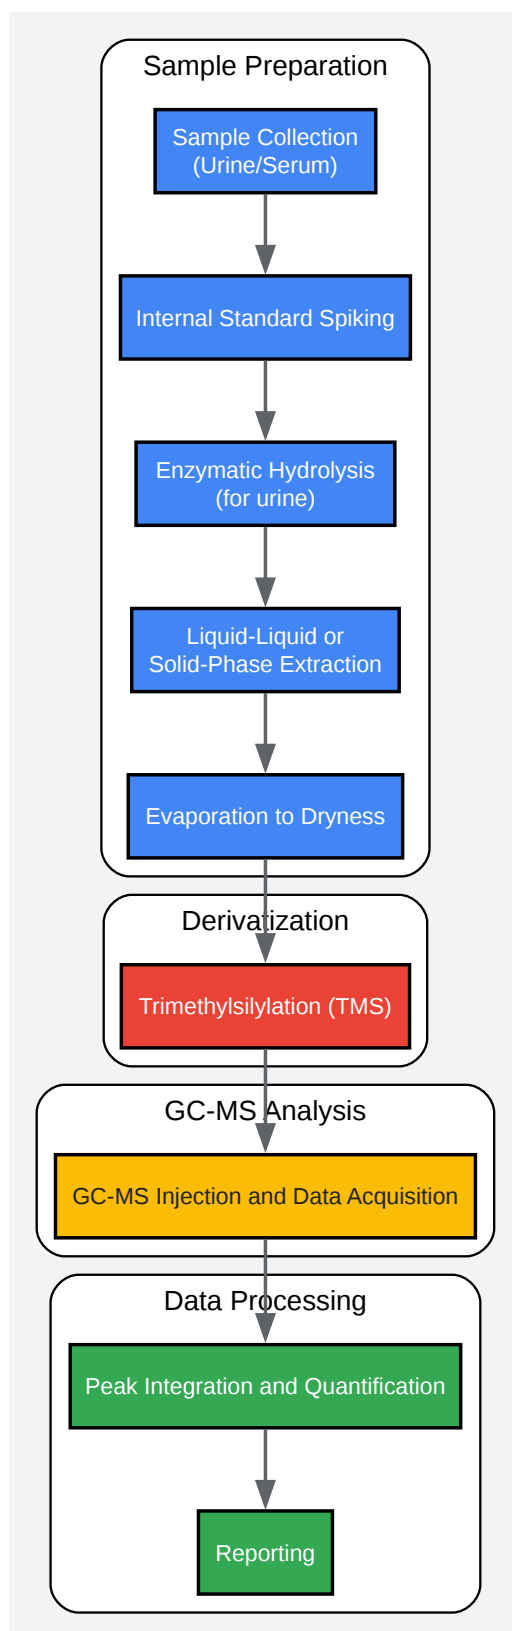 Sample Preparation
Sample Collection
(Urine/Serum)
Internal Standard Spiking
Enzymatic Hydrolysis
(for urine)
Liquid-Liquid or
Solid-Phase Extraction
Evaporation to Dryness
Derivatization
Trimethylsilylation (TMS)
GC-MS Analysis
GC-MS Injection and Data Acquisition
Data Processing
Peak Integration and Quantification
Reporting